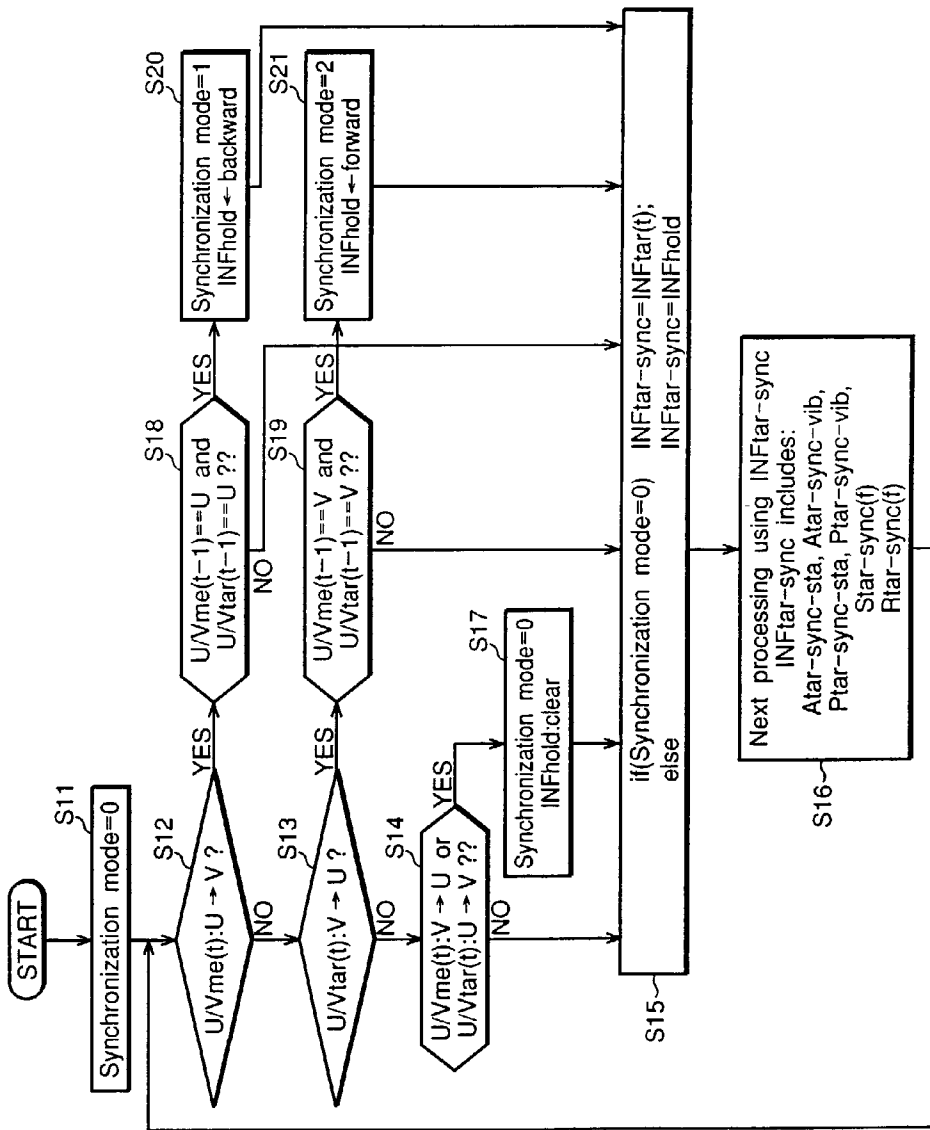 START
S11
Synchronization mode=0
S12
U/Vme(t):U → V ?
YES
NO
S18
U/Vme(t-1)==U and
U/Vtar(t-1)==U ??
YES
NO
S20
Synchronization mode=1
INFhold ← backward
S13
U/Vtar(t):V → U ?
YES
NO
S19
U/Vme(t-1)==V and
U/Vtar(t-1)==V ??
YES
NO
S21
Synchronization mode=2
INFhold ← forward
S14
U/Vme(t):V → U or
U/Vtar(t):U → V ??
YES
NO
S17
Synchronization mode=0
INFhold:clear
S15
if(Synchronization mode=0) INFtar-sync=INFtar(t);
else INFtar-sync=INFhold
S16
Next processing using INFtar-sync
INFtar-sync includes:
Atar-sync-sta, Atar-sync-vib,
Ptar-sync-sta, Ptar-sync-vib,
Star-sync(f)
Rtar-sync(f)